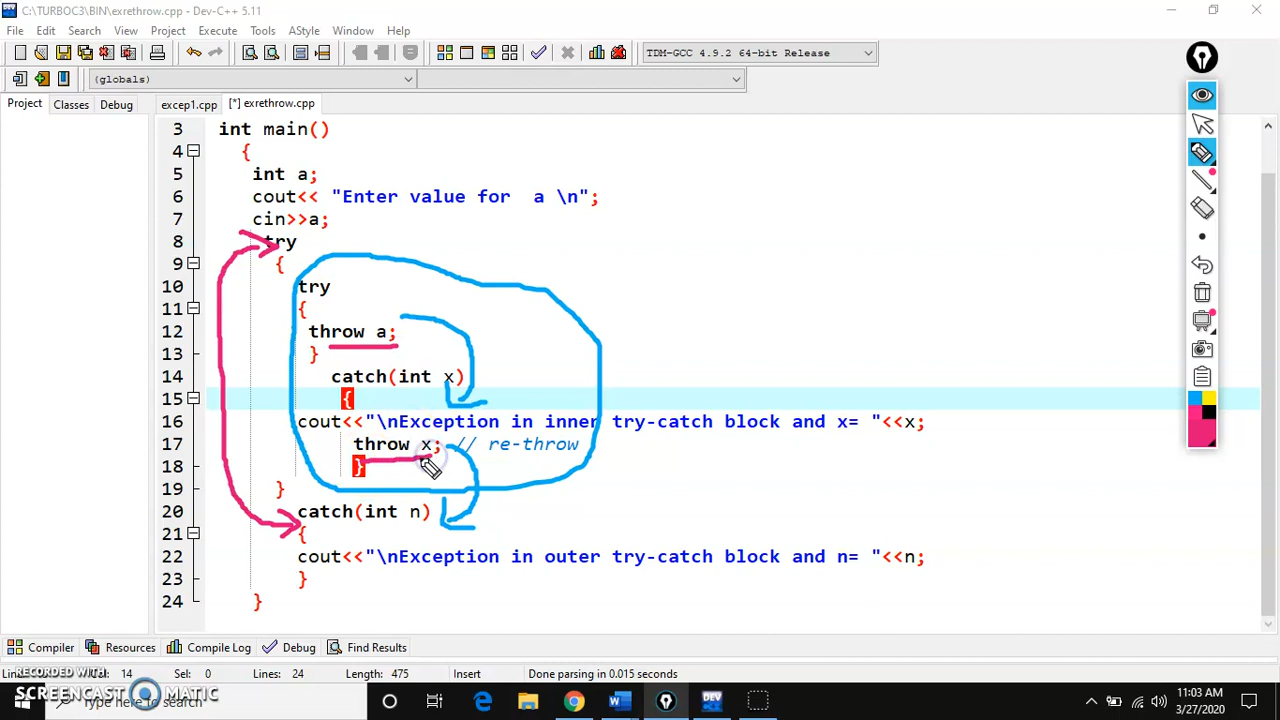 C:\TURBOC3\BIN\exrethrow.cpp - Dev-C++ 5.11
File Edit Search View Project Execute Tools AStyle Window Help
TDM-GCC 4.9.2 64-bit Release
(globals)
Project Classes Debug excep1.cpp [*] exrethrow.cpp
3 int main()
4 {
5 int a;
6 cout<< "Enter value for  a \n";
7 cin>>a;
8 try
9 {
10 try
11 {
12 throw a;
13 }
14 catch(int x)
15 {
16 cout<<"\nException in inner try-catch block and x= "<<x;
17 throw x; // re-throw
18 }
19 }
20 catch(int n)
21 {
22 cout<<"\nException in outer try-catch block and n= "<<n;
23 }
24 }
Compiler Resources Compile Log Debug Find Results
Sel: 0 Lines: 24 Length: 475 Insert Done parsing in 0.015 seconds
RECORDED WITH
SCREENCAST MATIC
Type here to search
DEV
11:03 AM
3/27/2020